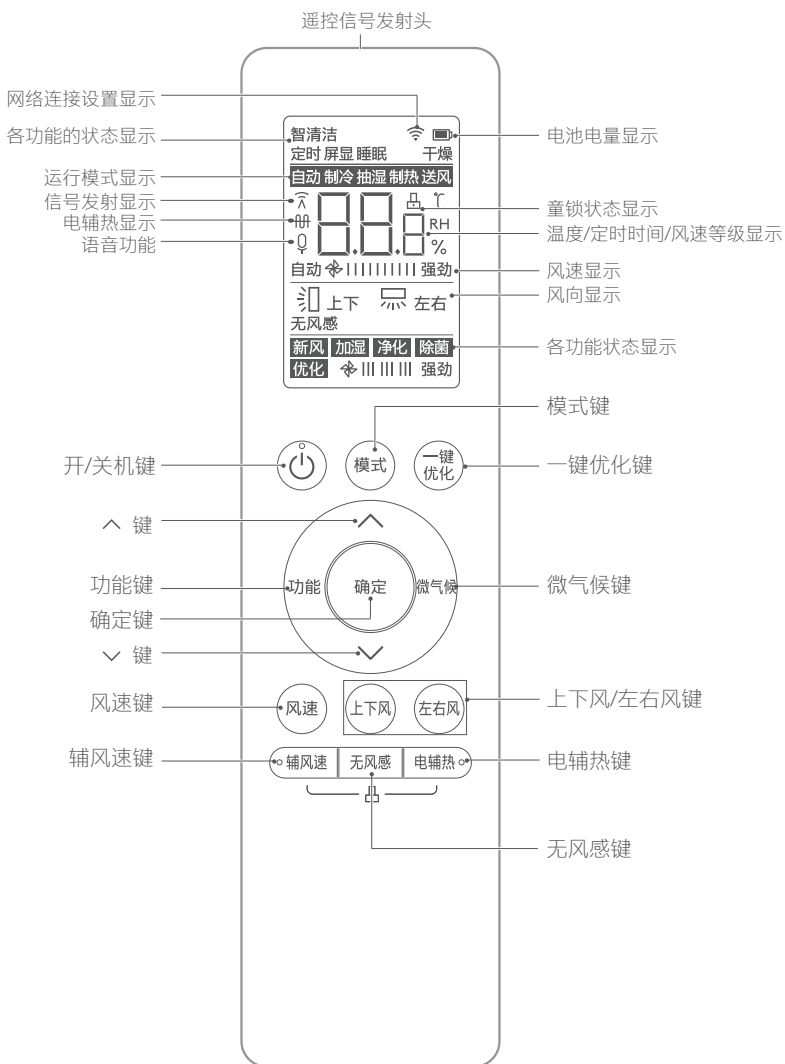 遥控信号发射头
网络连接设置显示
各功能的状态显示
运行模式显示
信号发射显示
电辅热显示
语音功能
智清洁
定时 屏显 睡眠 干燥
自动 制冷 抽湿 制热 送风
88.8
℃
RH
%
自动 强劲
上下 左右
无风感
新风 加湿 净化 除菌
优化 强劲
电池电量显示
童锁状态显示
温度/定时时间/风速等级显示
风速显示
风向显示
各功能状态显示
模式键
开/关机键
模式
一键
优化
一键优化键
键
功能键
功能
确定
微气候
微气候键
确定键
键
风速键
风速
上下风
左右风
上下风/左右风键
辅风速键
辅风速
无风感
电辅热
电辅热键
无风感键